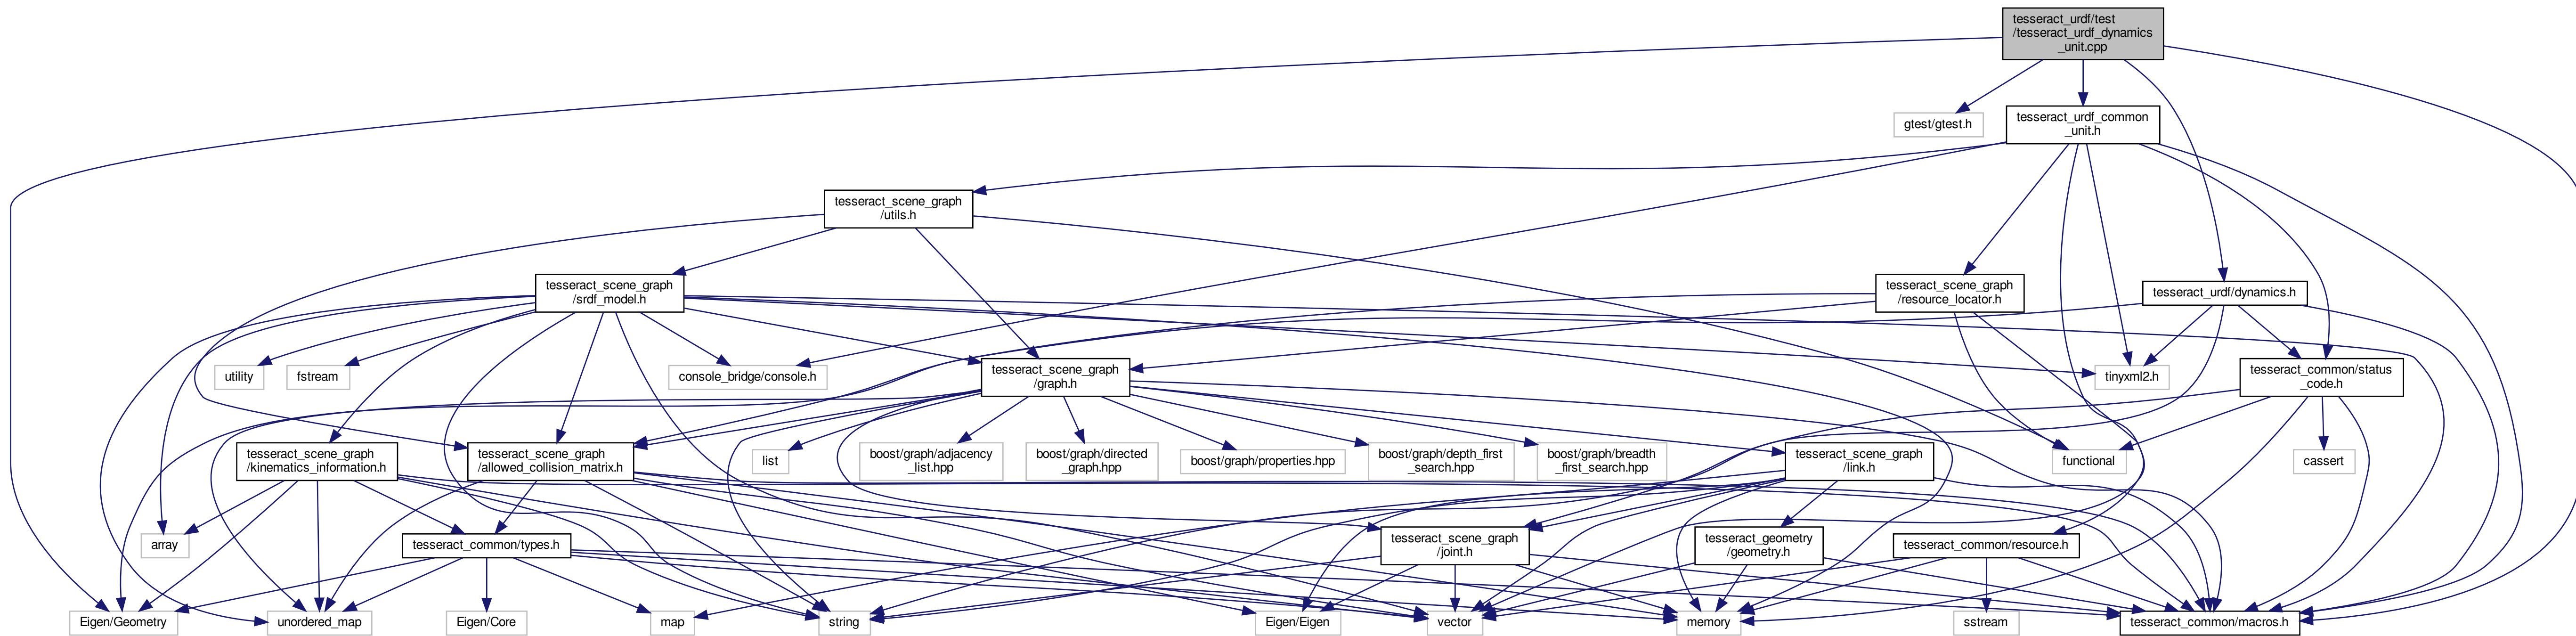 tesseract_urdf/test
/tesseract_urdf_dynamics
_unit.cpp
gtest/gtest.h
tesseract_urdf_common
_unit.h
tesseract_scene_graph
/utils.h
tesseract_scene_graph
/srdf_model.h
tesseract_scene_graph
/resource_locator.h
tesseract_urdf/dynamics.h
utility
fstream
console_bridge/console.h
tesseract_scene_graph
/graph.h
tinyxml2.h
tesseract_common/status
_code.h
tesseract_scene_graph
/kinematics_information.h
tesseract_scene_graph
/allowed_collision_matrix.h
list
boost/graph/adjacency
_list.hpp
boost/graph/directed
_graph.hpp
boost/graph/properties.hpp
boost/graph/depth_first
_search.hpp
boost/graph/breadth
_first_search.hpp
tesseract_scene_graph
/link.h
functional
cassert
array
tesseract_common/types.h
tesseract_scene_graph
/joint.h
tesseract_geometry
/geometry.h
tesseract_common/resource.h
Eigen/Geometry
unordered_map
Eigen/Core
map
string
Eigen/Eigen
vector
memory
sstream
tesseract_common/macros.h